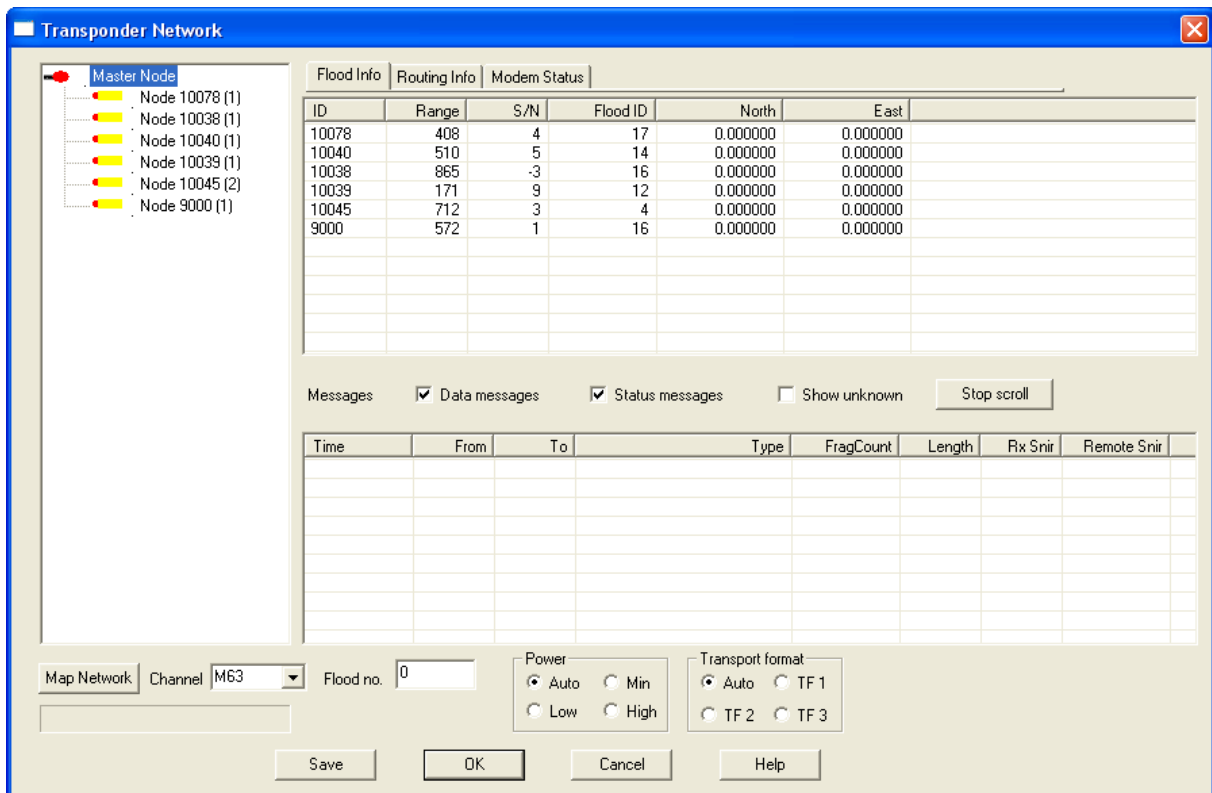 Transponder Network
Master Node
Node 10078 (1)
Node 10038 (1)
Node 10040 (1)
Node 10039 (1)
Node 10045 (2)
Node 9000 (1)
Flood Info Routing Info Modem Status
ID Range S/N Flood ID North East
10078 408 4 17 0.000000 0.000000
10040 510 5 14 0.000000 0.000000
10038 865 -3 16 0.000000 0.000000
10039 171 9 12 0.000000 0.000000
10045 712 3 4 0.000000 0.000000
9000 572 1 16 0.000000 0.000000
Messages Data messages Status messages Show unknown Stop scroll
Time From To Type FragCount Length Rx Snir Remote Snir
Map Network Channel M63 Flood no. 0
Power
Auto Min
Low High
Transport format
Auto TF 1
TF 2 TF 3
Save OK Cancel Help